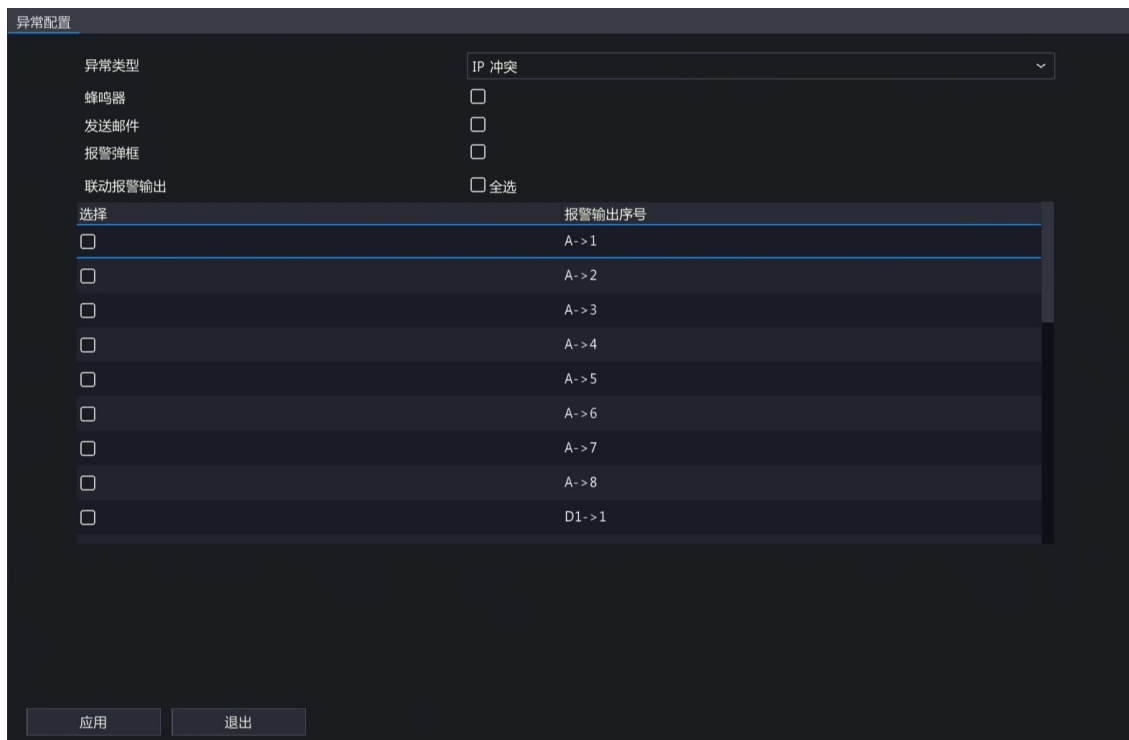 异常配置
异常类型 IP 冲突
蜂鸣器
发送邮件
报警弹框
联动报警输出 全选
选择 报警输出序号
A->1
A->2
A->3
A->4
A->5
A->6
A->7
A->8
D1->1
应用 退出